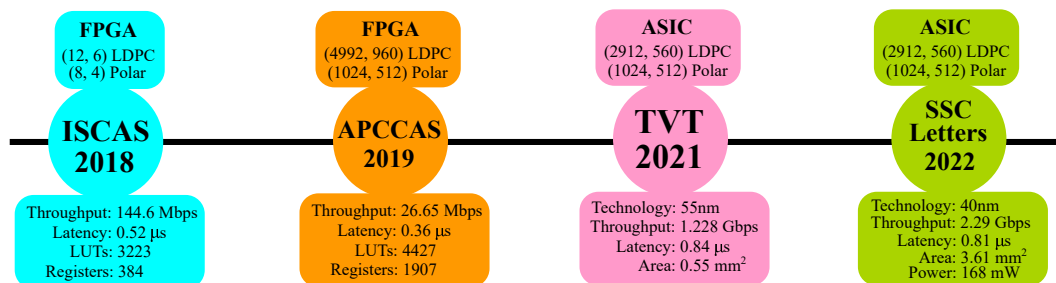 FPGA
(12, 6) LDPC
(8, 4) Polar
ISCAS
2018
Throughput: 144.6 Mbps
Latency: 0.52 μs
LUTs: 3223
Registers: 384
FPGA
(4992, 960) LDPC
(1024, 512) Polar
APCCAS
2019
Throughput: 26.65 Mbps
Latency: 0.36 μs
LUTs: 4427
Registers: 1907
ASIC
(2912, 560) LDPC
(1024, 512) Polar
TVT
2021
Technology: 55nm
Throughput: 1.228 Gbps
Latency: 0.84 μs
Area: 0.55 mm²
ASIC
(2912, 560) LDPC
(1024, 512) Polar
SSC
Letters
2022
Technology: 40nm
Throughput: 2.29 Gbps
Latency: 0.81 μs
Area: 3.61 mm²
Power: 168 mW